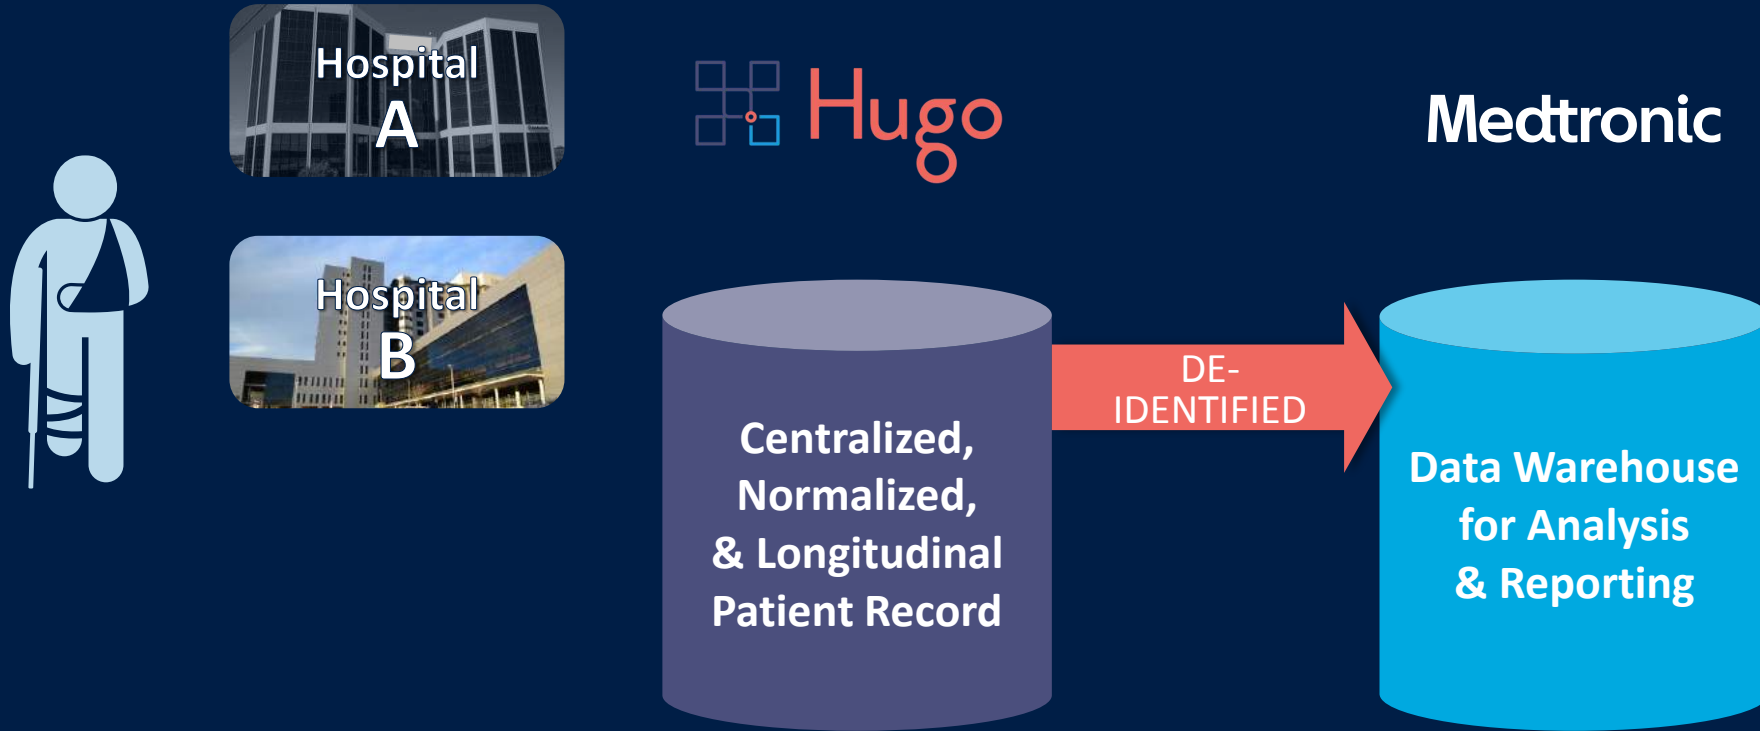 Hospital
A
Hugo
Medtronic
Hospital
B
Centralized,
Normalized,
& Longitudinal
Patient Record
DE-
IDENTIFIED
Data Warehouse
for Analysis
& Reporting